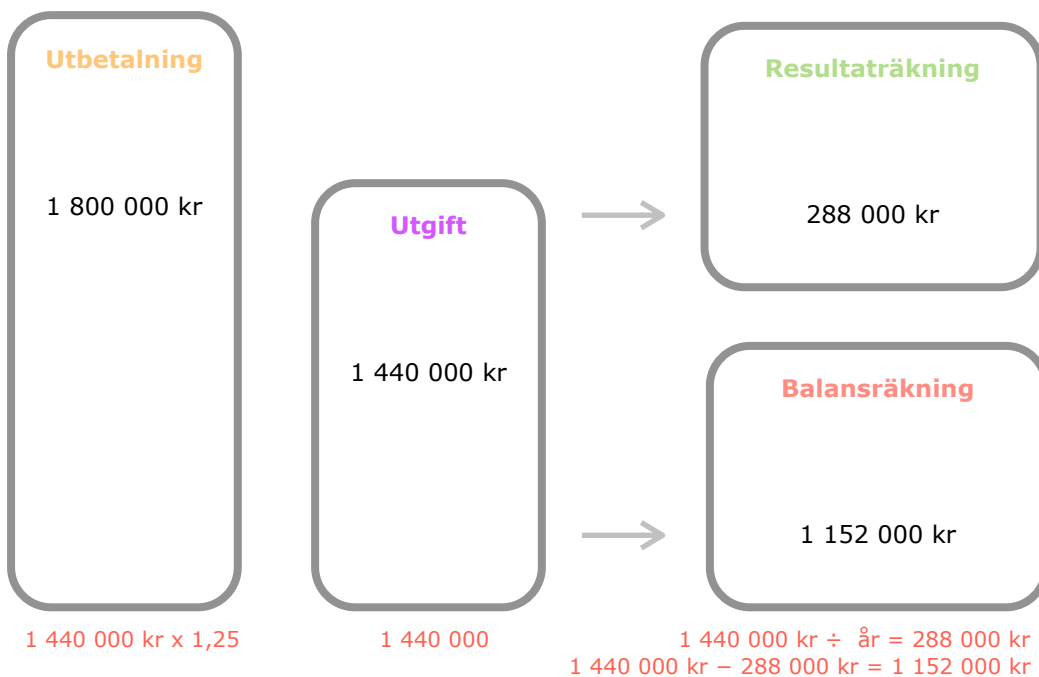 Utbetalning
1 800 000 kr
1 440 000 kr x 1,25
Utgift
1 440 000 kr
1 440 000
Resultaträkning
288 000 kr
Balansräkning
1 152 000 kr
1 440 000 kr ÷ år = 288 000 kr
1 440 000 kr − 288 000 kr = 1 152 000 kr